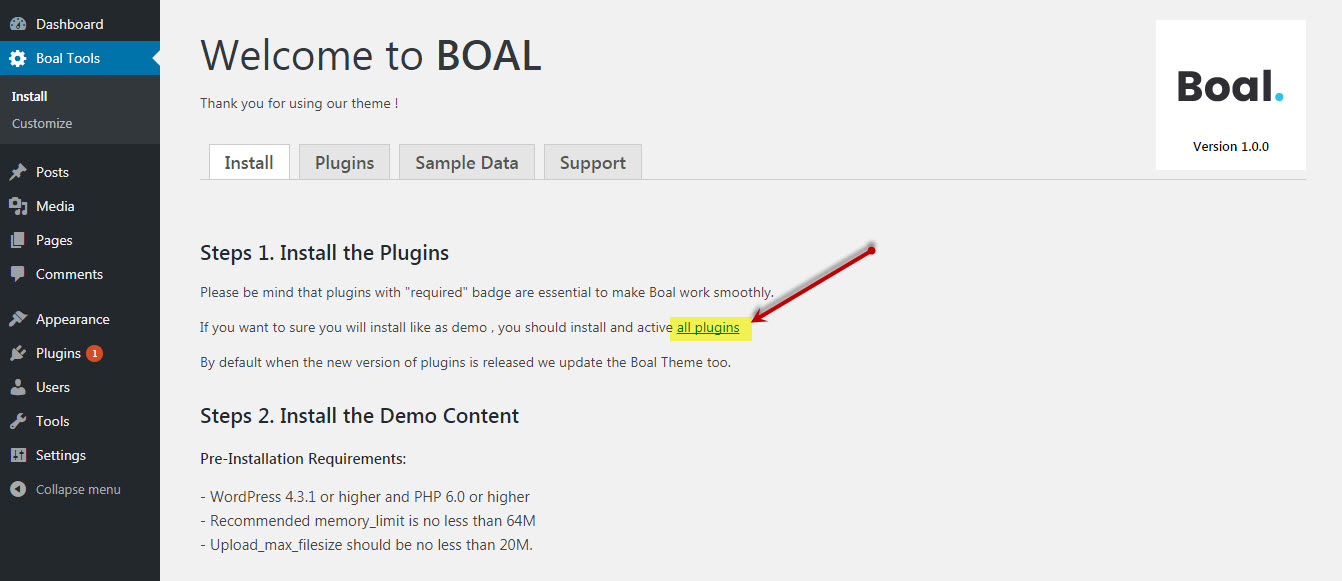 Dashboard
Boal Tools
Install
Customize
Posts
Media
Pages
Comments
Appearance
Plugins 1
Users
Tools
Settings
Collapse menu
Welcome to BOAL
Thank you for using our theme !
Boal.
Version 1.0.0
Install Plugins Sample Data Support
Steps 1. Install the Plugins
Please be mind that plugins with "required" badge are essential to make Boal work smoothly.
If you want to sure you will install like as demo , you should install and active all plugins
By default when the new version of plugins is released we update the Boal Theme too.
Steps 2. Install the Demo Content
Pre-Installation Requirements:
- WordPress 4.3.1 or higher and PHP 6.0 or higher
- Recommended memory_limit is no less than 64M
- Upload_max_filesize should be no less than 20M.